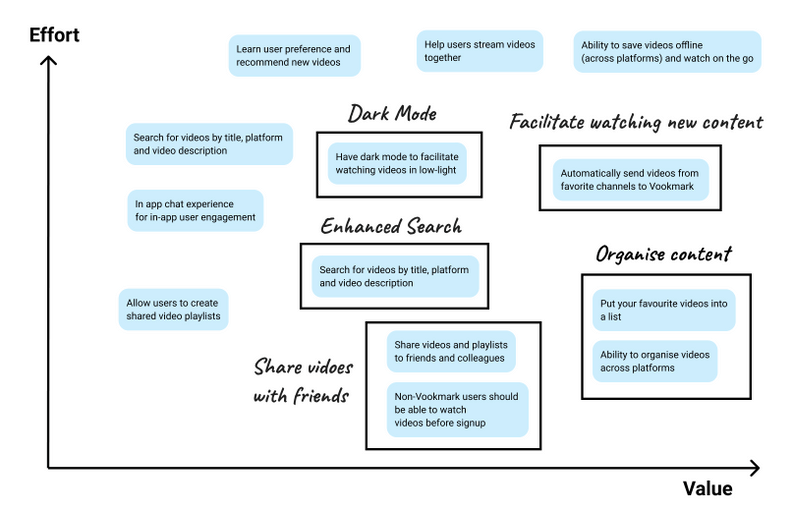 Effort
Learn user preference and
recommend new videos
Help users stream videos
together
Ability to save videos offline
(across platforms) and watch on the go
Dark Mode
Facilitate watching new content
Search for videos by title, platform
and video description
Have dark mode to facilitate
watching videos in low-light
Automatically send videos from
favorite channels to Vookmark
In app chat experience
for in-app user engagement
Enhanced Search
Organise content
Search for videos by title, platform
and video description
Allow users to create
shared video playlists
Put your favourite videos into
a list
Share vidoes
with friends
Share videos and playlists
to friends and colleagues
Ability to organise videos
across platforms
Non-Vookmark users should
be able to watch
videos before signup
Value